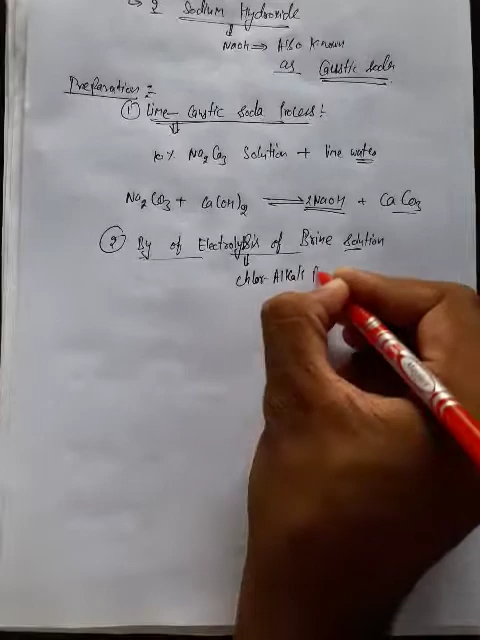 ↳ 2 Sodium Hydroxide
NaOH ⇒ Also Known
as Caustic soda
Preparation :-
① Lime-Caustic Soda Process :
10% Na2CO3 Solution + lime water
Na2CO3 + Ca(OH)2 ⇌ 2NaOH + CaCO3
② By of Electrolysis of Brine solution
Chlor-Alkali P